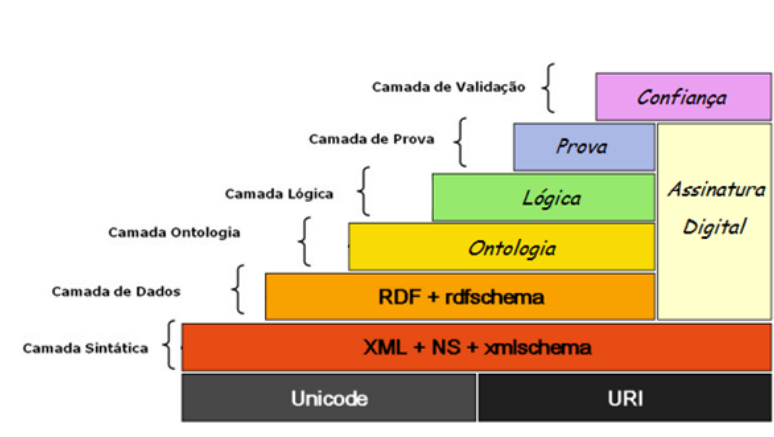 Camada de Validação
Confiança
Camada de Prova
Prova
Assinatura
Digital
Camada Lógica
Lógica
Camada Ontologia
Ontologia
Camada de Dados
RDF + rdfschema
Camada Sintática
XML + NS + xmlschema
Unicode
URI